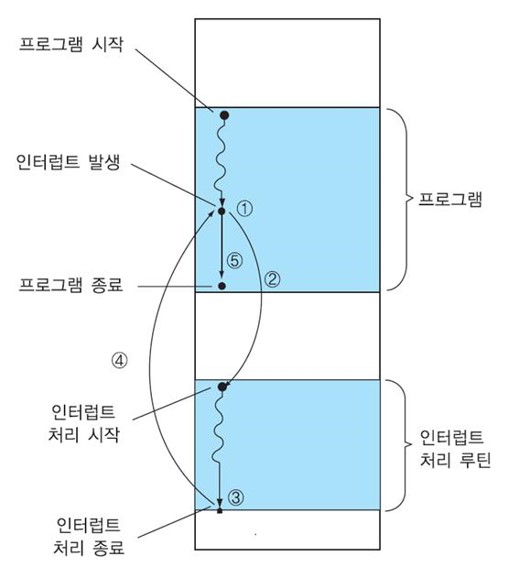 프로그램 시작
인터럽트 발생
①
프로그램
⑤
②
프로그램 종료
④
인터럽트
처리 시작
인터럽트
처리 루틴
③
인터럽트
처리 종료